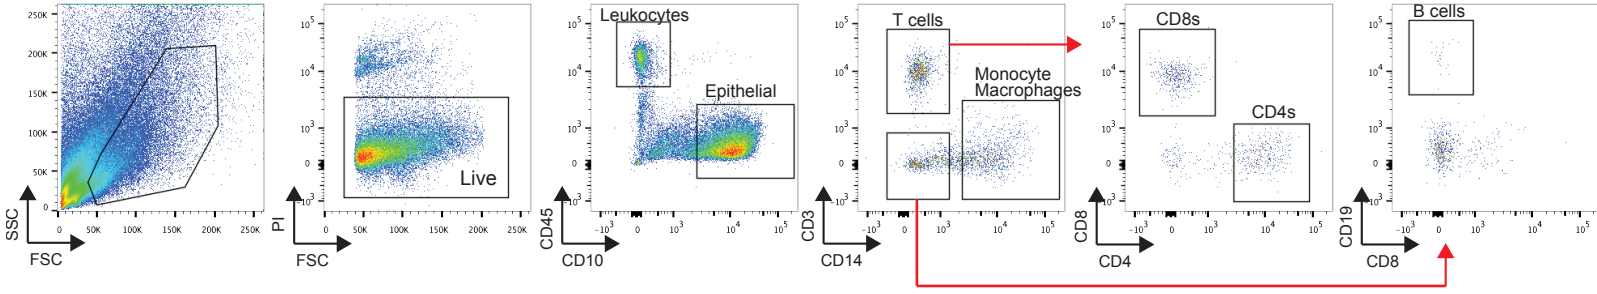 250K
200K
150K
100K
50K
0
0
50K
100K
150K
200K
250K
SSC
FSC
10^5
10^4
10^3
0
-10^3
0
50K
100K
150K
200K
250K
PI
FSC
Live
Leukocytes
Epithelial
10^5
10^4
10^3
0
-10^3
-10^3
0
10^3
10^4
10^5
CD45
CD10
T cells
Monocyte
Macrophages
10^5
10^4
10^3
0
-10^3
-10^3
0
10^3
10^4
10^5
CD3
CD14
CD8s
CD4s
10^5
10^4
10^3
0
-10^3
-10^3
0
10^3
10^4
10^5
CD8
CD4
B cells
10^5
10^4
10^3
0
-10^3
-10^3
0
10^3
10^4
10^5
CD19
CD8